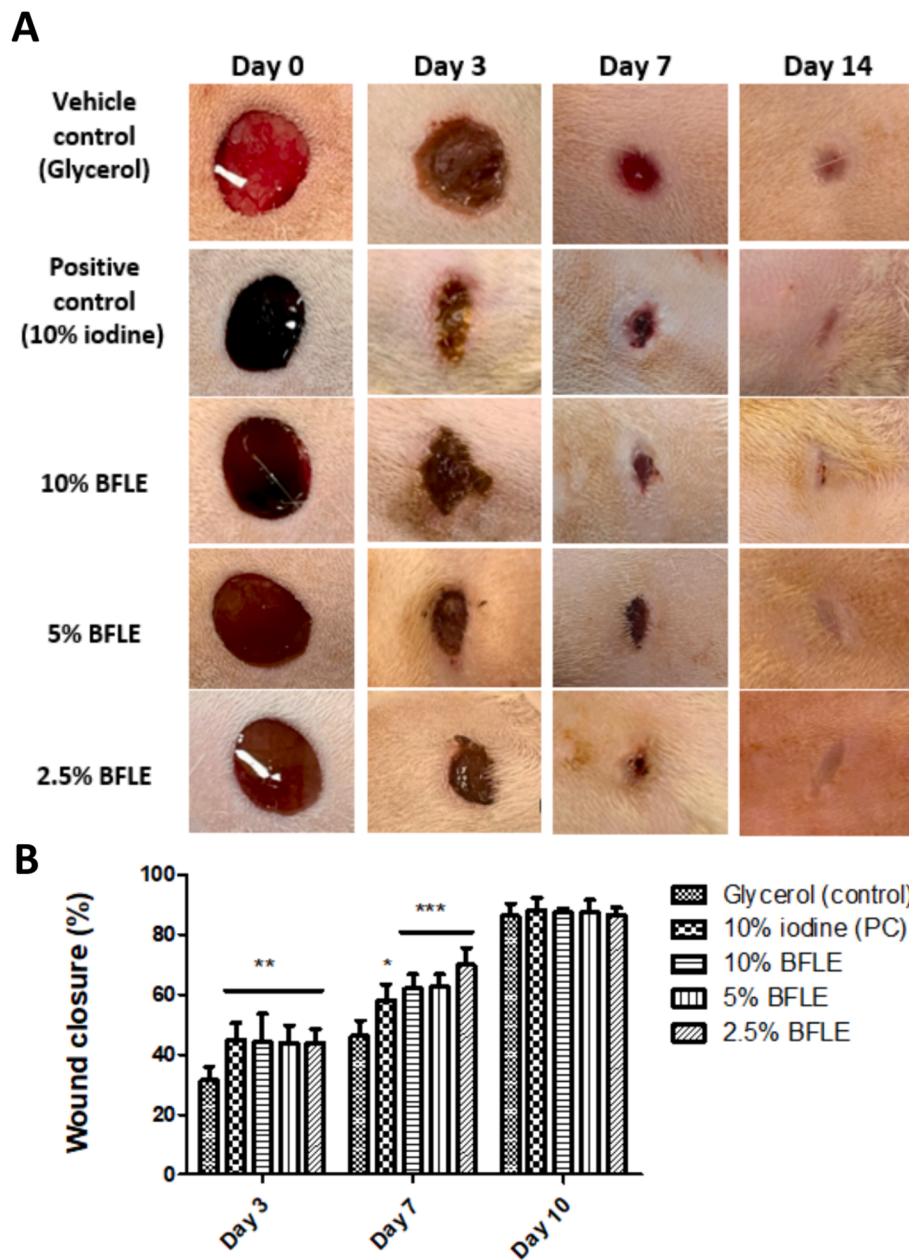 A
Day 0 Day 3 Day 7 Day 14
Vehicle
control
(Glycerol)
Positive
control
(10% iodine)
10% BFLE
5% BFLE
2.5% BFLE
B
Wound closure (%)
100
80
60
40
20
0
**
*
***
Day 3
Day 7
Day 10
Glycerol (control)
10% iodine (PC)
10% BFLE
5% BFLE
2.5% BFLE